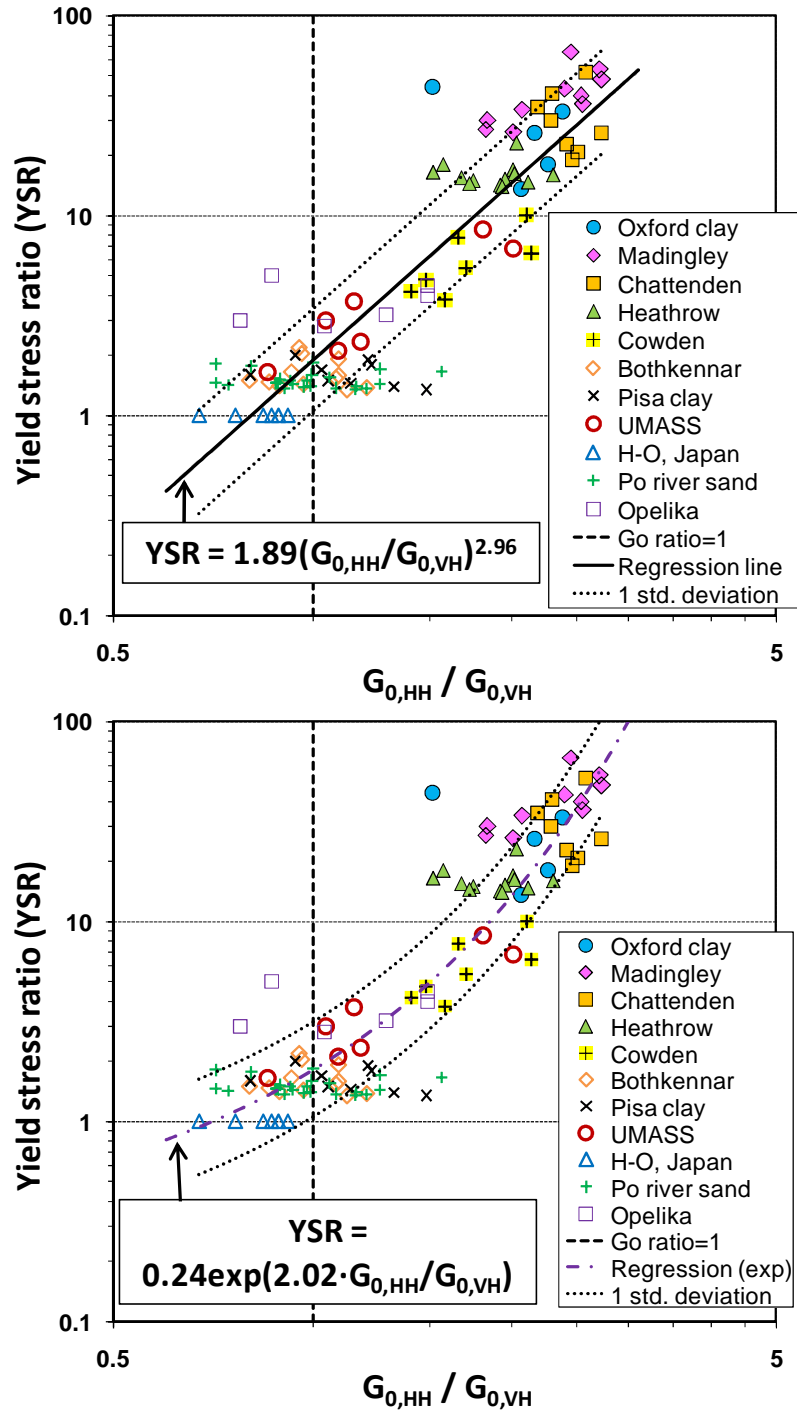 100
10
1
0.1
Yield stress ratio (YSR)
Oxford clay
Madingley
Chattenden
Heathrow
Cowden
Bothkennar
Pisa clay
UMASS
H-O, Japan
Po river sand
Opelika
Go ratio=1
Regression line
1 std. deviation
YSR = 1.89(G0,HH/G0,VH)^2.96
0.5
5
G0,HH / G0,VH
100
10
1
0.1
Yield stress ratio (YSR)
Oxford clay
Madingley
Chattenden
Heathrow
Cowden
Bothkennar
Pisa clay
UMASS
H-O, Japan
Po river sand
Opelika
Go ratio=1
Regression (exp)
1 std. deviation
YSR =
0.24exp(2.02·G0,HH/G0,VH)
0.5
5
G0,HH / G0,VH